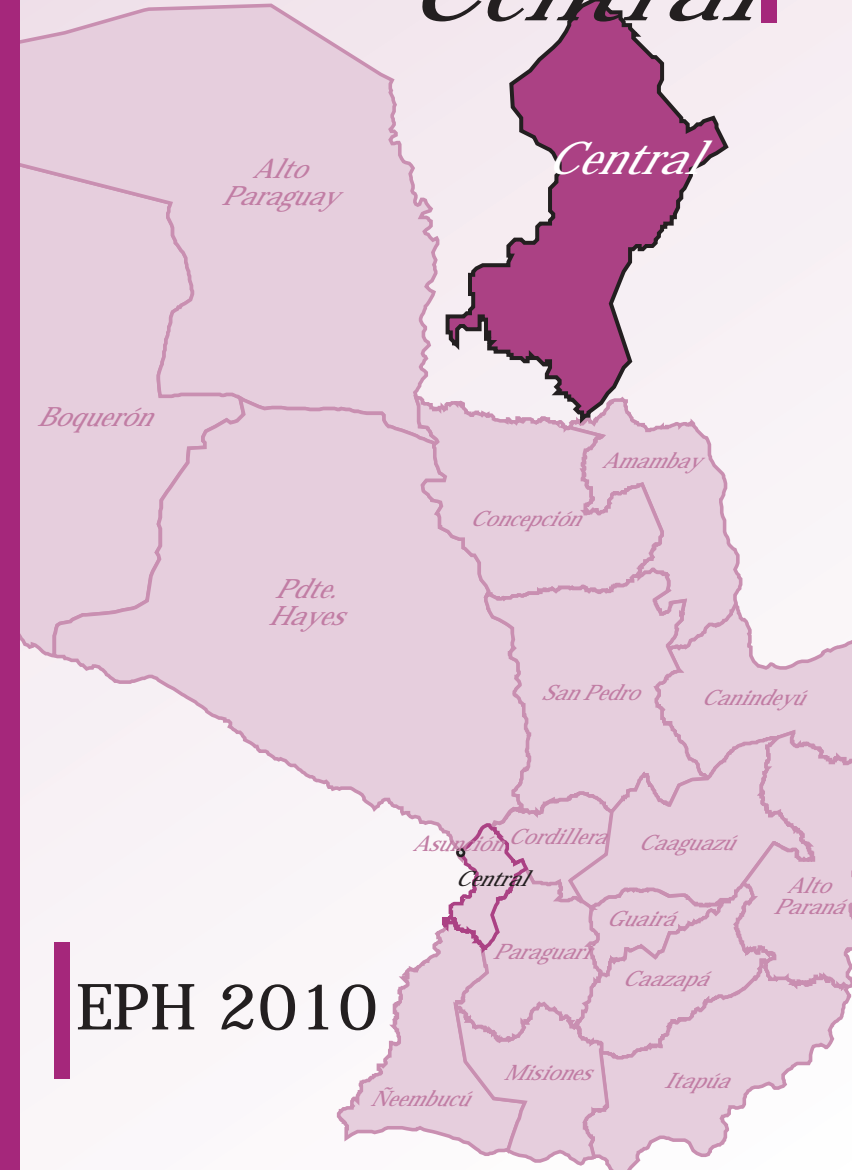 Central
Central
Alto
Paraguay
Boquerón
Amambay
Concepción
Pdte.
Hayes
San Pedro
Canindeyú
Asunción
Cordillera
Caaguazú
Central
Alto
Paraná
Guairá
Paraguarí
Caazapá
EPH 2010
Misiones
Itapúa
Ñeembucú